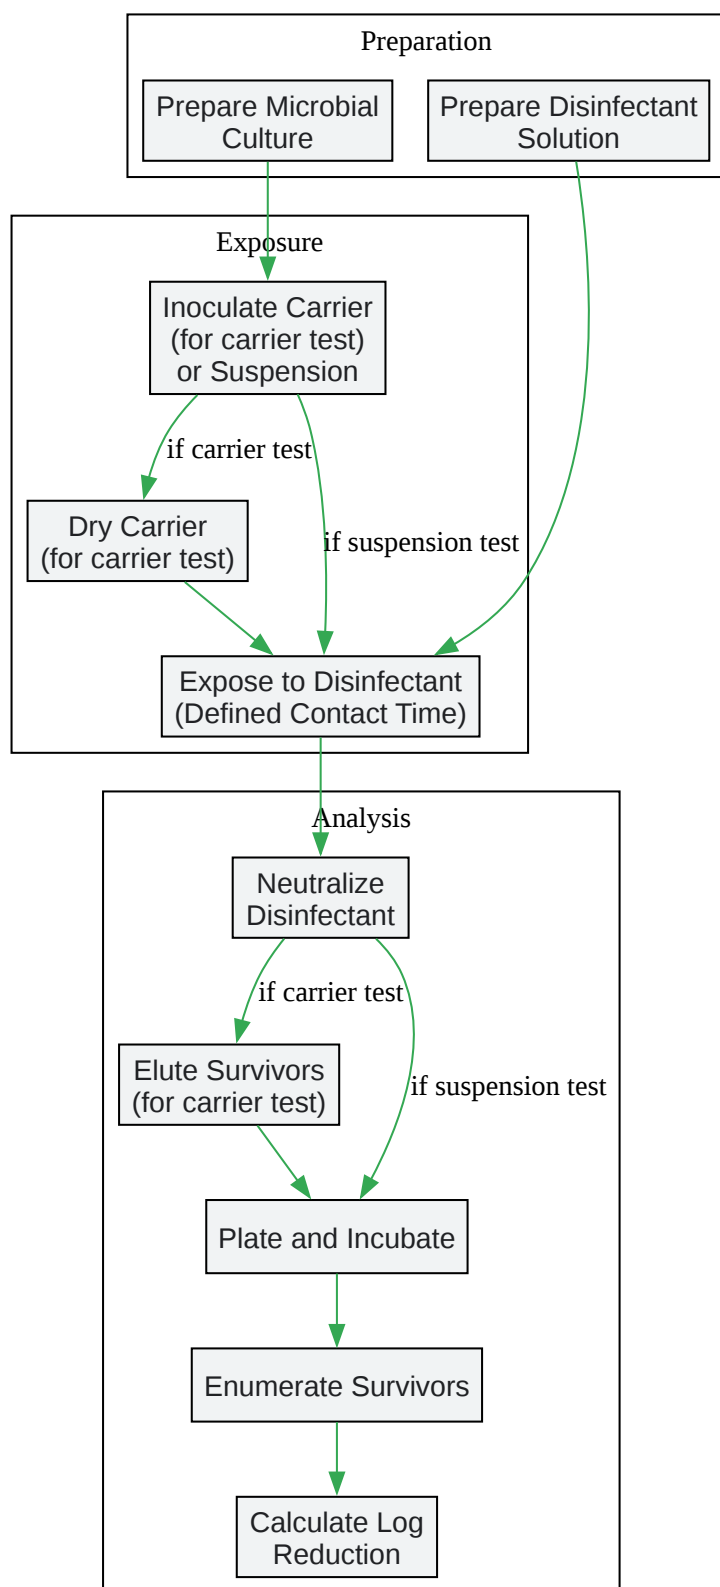 Preparation
Prepare Microbial
Culture
Prepare Disinfectant
Solution
Exposure
Inoculate Carrier
(for carrier test)
or Suspension
if carrier test
Dry Carrier
(for carrier test)
if suspension test
Expose to Disinfectant
(Defined Contact Time)
Analysis
Neutralize
Disinfectant
if carrier test
Elute Survivors
(for carrier test)
if suspension test
Plate and Incubate
Enumerate Survivors
Calculate Log
Reduction